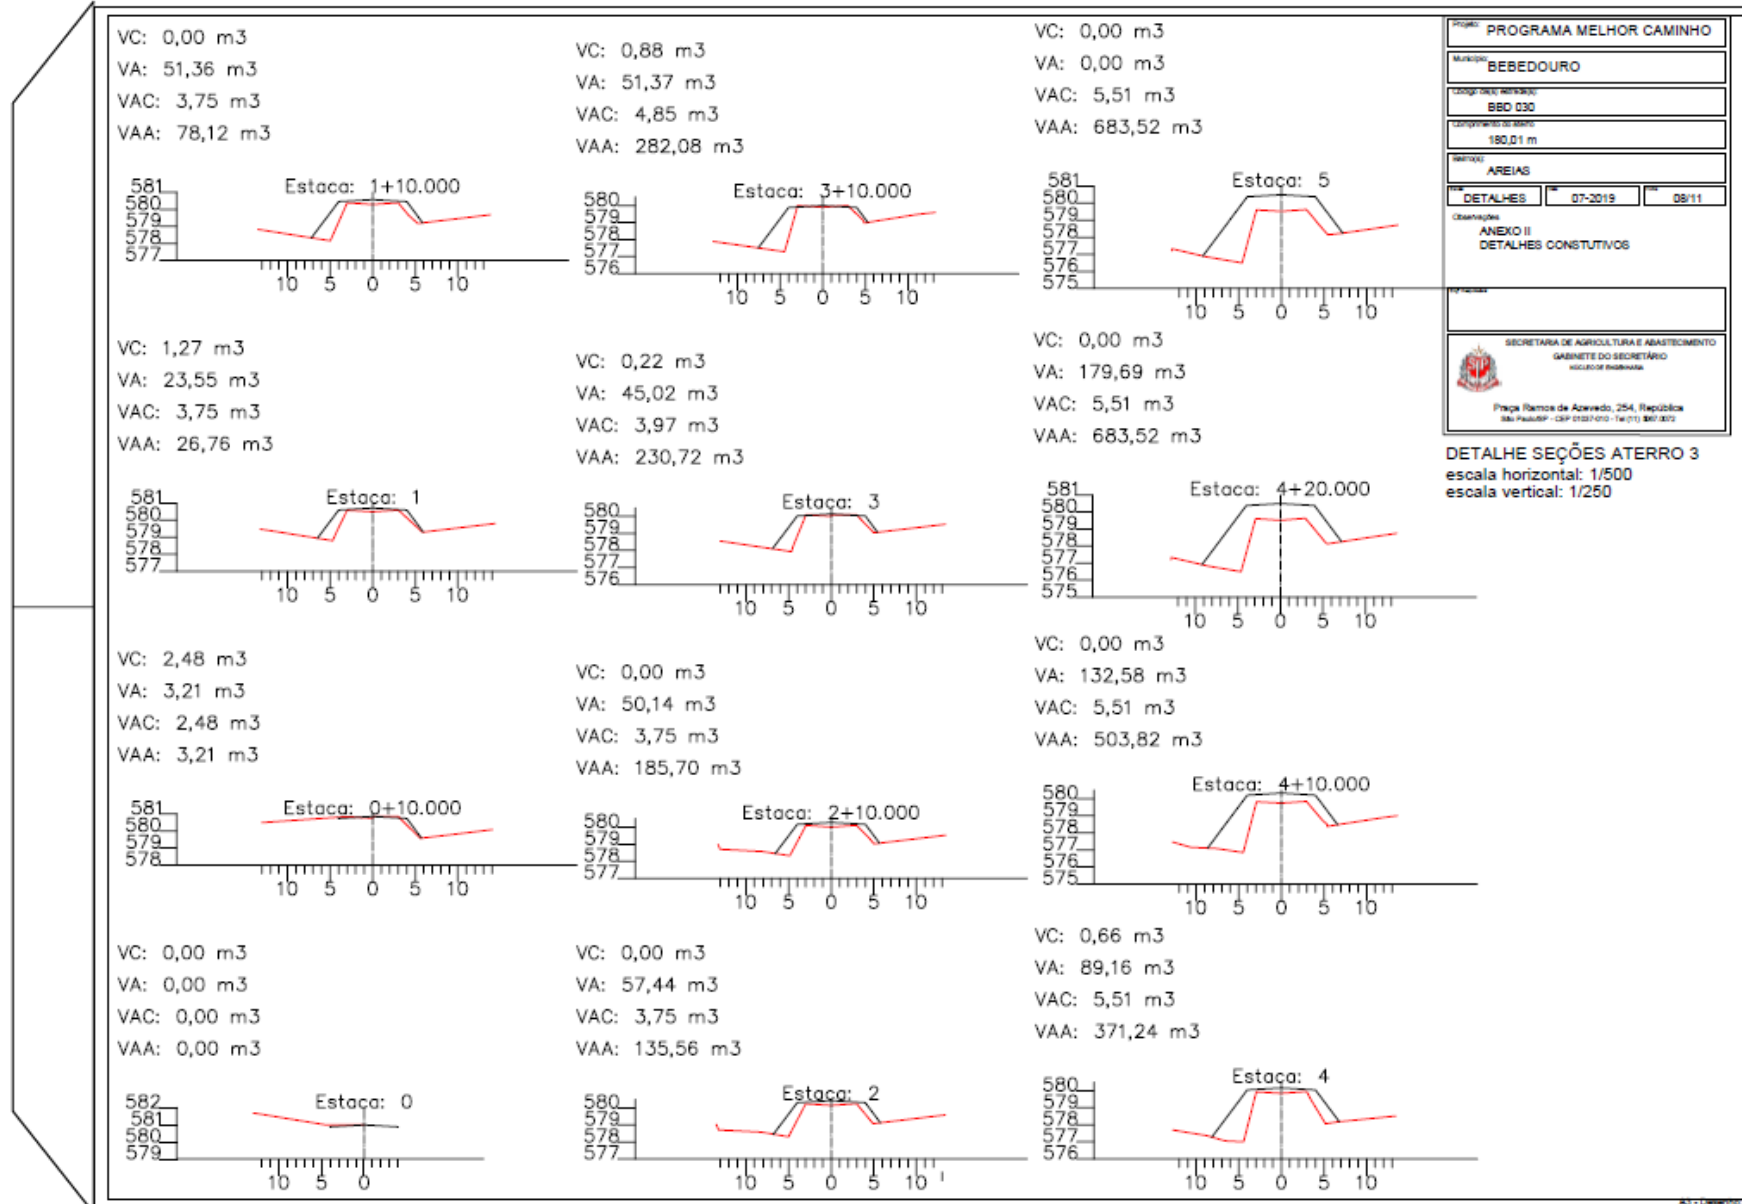 VC: 0,00 m3
VA: 51,36 m3
VAC: 3,75 m3
VAA: 78,12 m3
Estaca: 1+10.000
581
580
579
578
577
10 5 0 5 10
VC: 1,27 m3
VA: 23,55 m3
VAC: 3,75 m3
VAA: 26,76 m3
Estaca: 1
581
580
579
578
577
10 5 0 5 10
VC: 2,48 m3
VA: 3,21 m3
VAC: 2,48 m3
VAA: 3,21 m3
Estaca: 0+10.000
581
580
579
578
10 5 0 5 10
VC: 0,00 m3
VA: 0,00 m3
VAC: 0,00 m3
VAA: 0,00 m3
Estaca: 0
582
581
580
579
10 5 0
VC: 0,88 m3
VA: 51,37 m3
VAC: 4,85 m3
VAA: 282,08 m3
Estaca: 3+10.000
580
579
578
577
576
10 5 0 5 10
VC: 0,22 m3
VA: 45,02 m3
VAC: 3,97 m3
VAA: 230,72 m3
Estaca: 3
580
579
578
577
576
10 5 0 5 10
VC: 0,00 m3
VA: 50,14 m3
VAC: 3,75 m3
VAA: 185,70 m3
Estaca: 2+10.000
580
579
578
577
10 5 0 5 10
VC: 0,00 m3
VA: 57,44 m3
VAC: 3,75 m3
VAA: 135,56 m3
Estaca: 2
580
579
578
577
10 5 0 5 10
VC: 0,00 m3
VA: 0,00 m3
VAC: 5,51 m3
VAA: 683,52 m3
Estaca: 5
581
580
579
578
577
576
575
10 5 0 5 10
VC: 0,00 m3
VA: 179,69 m3
VAC: 5,51 m3
VAA: 683,52 m3
Estaca: 4+20.000
581
580
579
578
577
576
575
10 5 0 5 10
VC: 0,00 m3
VA: 132,58 m3
VAC: 5,51 m3
VAA: 503,82 m3
Estaca: 4+10.000
580
579
578
577
576
575
10 5 0 5 10
VC: 0,66 m3
VA: 89,16 m3
VAC: 5,51 m3
VAA: 371,24 m3
Estaca: 4
580
579
578
577
576
10 5 0 5 10
Projeto: PROGRAMA MELHOR CAMINHO
Município: BEBEDOURO
BBD 030
180,01 m
Bairro(s):
AREIAS
DETALHES 07-2019 08/11
Observações
ANEXO II
DETALHES CONSTUTIVOS
SECRETARIA DE AGRICULTURA E ABASTECIMENTO
GABINETE DO SECRETÁRIO
NÚCLEO DE ENGENHARIA
Praça Ramos de Azevedo, 254, República
DETALHE SEÇÕES ATERRO 3
escala horizontal: 1/500
escala vertical: 1/250